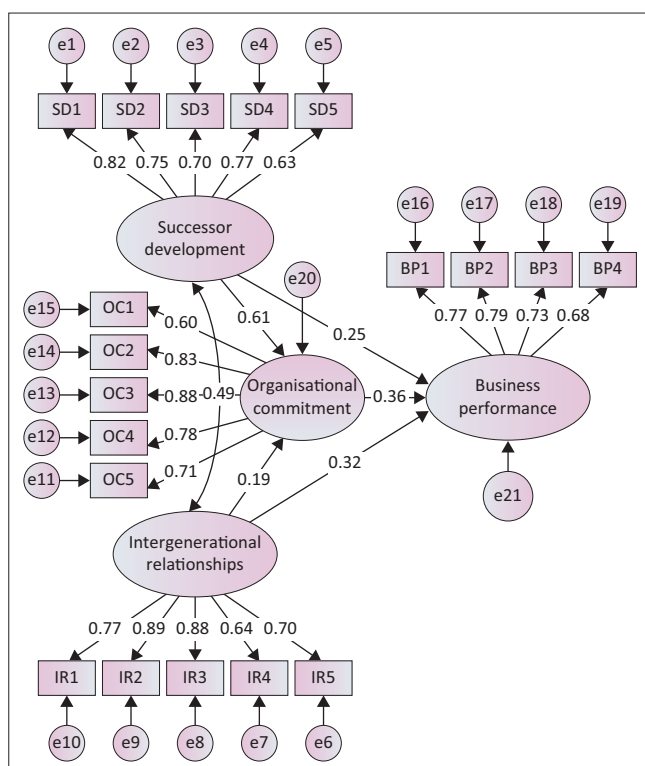 e1 e2 e3 e4 e5
SD1 SD2 SD3 SD4 SD5
0.82 0.75 0.70 0.77 0.63
Successor
development
e16 e17 e18 e19
BP1 BP2 BP3 BP4
0.77 0.79 0.73 0.68
e20
e15 OC1
0.60
0.61
0.25
e14 OC2
0.83
e13 OC3
0.88
0.49
Organisational
commitment
0.36
Business
performance
e12 OC4
0.78
e11 OC5
0.71
0.19
0.32
e21
Intergenerational
relationships
0.77 0.89 0.88 0.64 0.70
IR1 IR2 IR3 IR4 IR5
e10 e9 e8 e7 e6